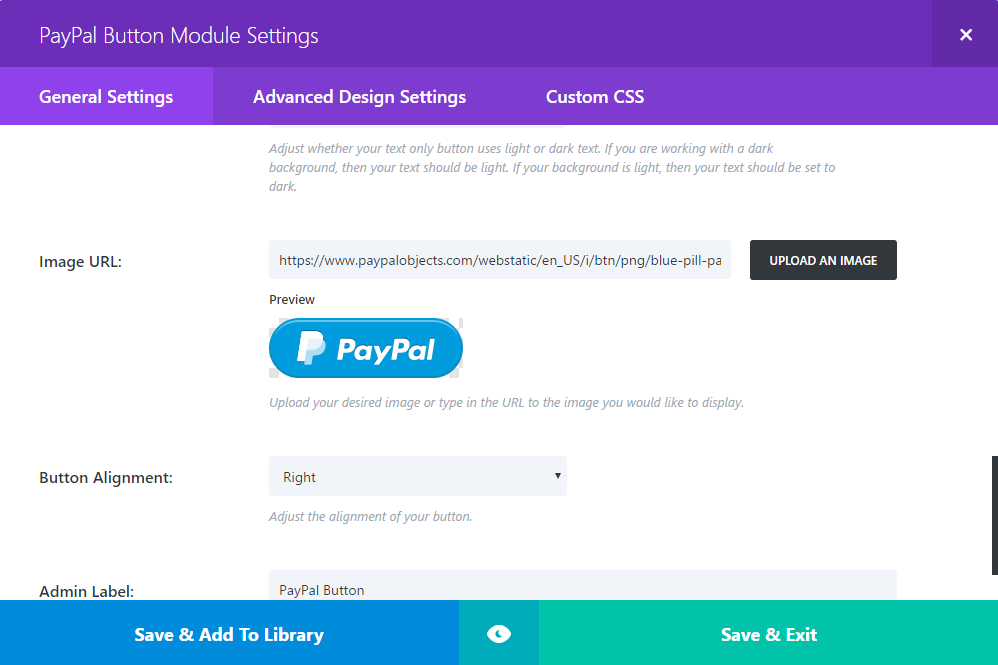 PayPal Button Module Settings
×
General Settings
Advanced Design Settings
Custom CSS
Adjust whether your text only button uses light or dark text. If you are working with a dark
background, then your text should be light. If your background is light, then your text should be set to
dark.
Image URL:
https://www.paypalobjects.com/webstatic/en_US/i/btn/png/blue-pill-pa
UPLOAD AN IMAGE
Preview
PayPal
Upload your desired image or type in the URL to the image you would like to display.
Button Alignment:
Right
Adjust the alignment of your button.
Admin Label:
PayPal Button
Save & Add To Library
Save & Exit